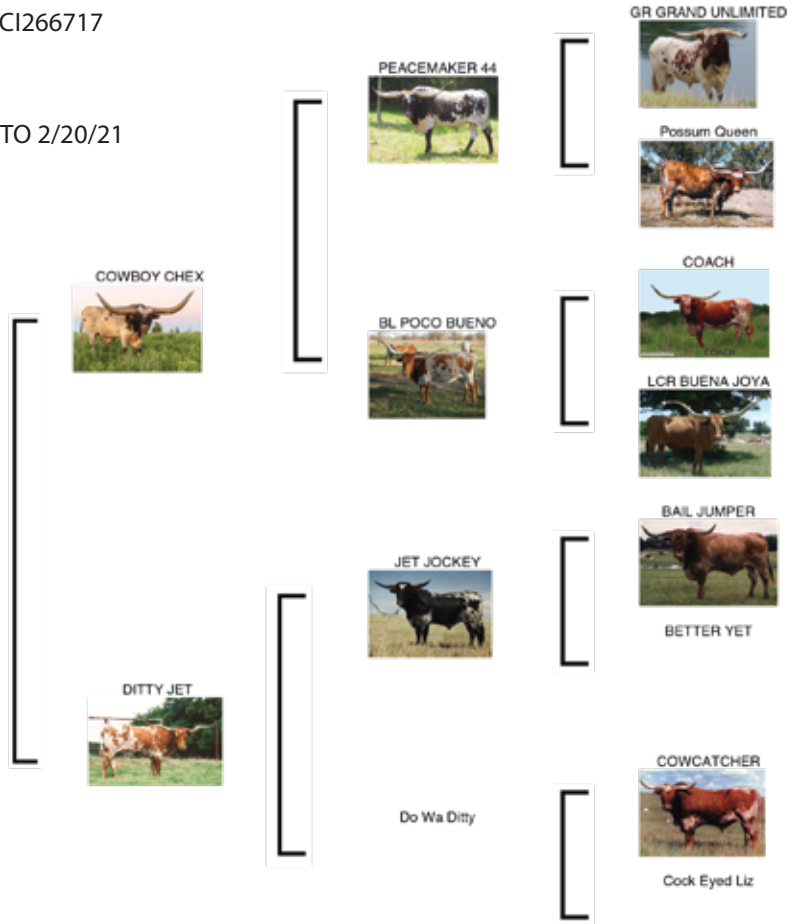 CI266717
TO 2/20/21
COWBOY CHEX
DITTY JET
PEACEMAKER 44
BL POCO BUENO
JET JOCKEY
Do Wa Ditty
GR GRAND UNLIMITED
Possum Queen
COACH
COACH
LCR BUENA JOYA
BAIL JUMPER
BETTER YET
COWCATCHER
Cock Eyed Liz